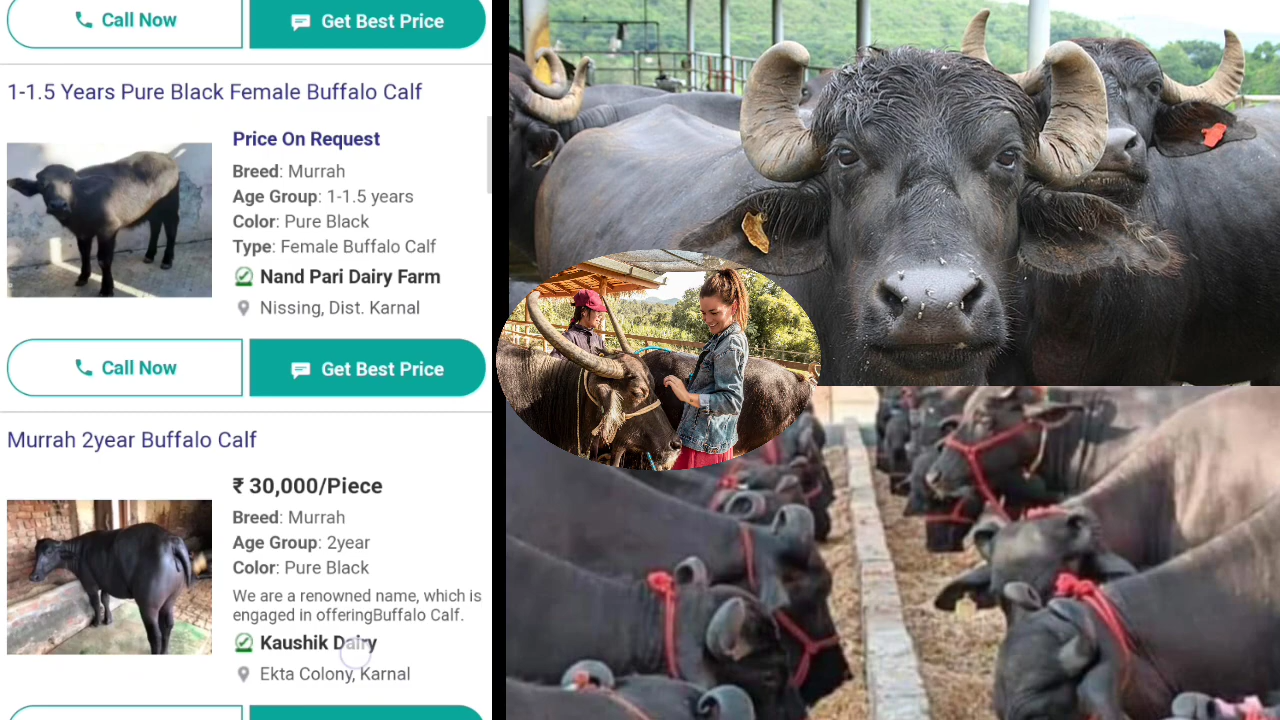 Call Now
Get Best Price
1-1.5 Years Pure Black Female Buffalo Calf
Price On Request
Breed: Murrah
Age Group: 1-1.5 years
Color: Pure Black
Type: Female Buffalo Calf
Nand Pari Dairy Farm
Nissing, Dist. Karnal
Call Now
Get Best Price
Murrah 2year Buffalo Calf
₹ 30,000/Piece
Breed: Murrah
Age Group: 2year
Color: Pure Black
We are a renowned name, which is
engaged in offeringBuffalo Calf.
Kaushik Dairy
Ekta Colony, Karnal